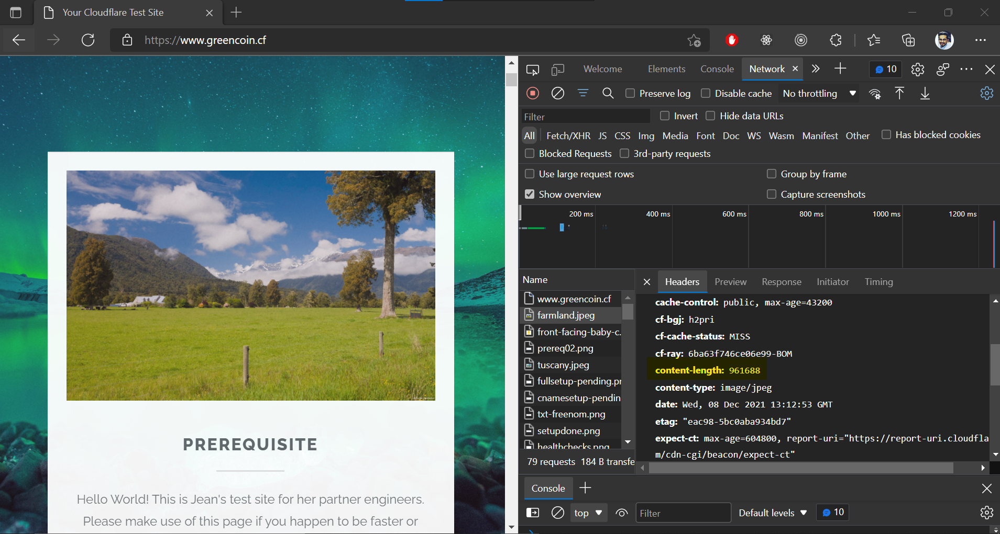 Your Cloudflare Test Site
https://www.greencoin.cf
Welcome Elements Console Network 10
Preserve log Disable cache No throttling
Filter Invert Hide data URLs
All Fetch/XHR JS CSS Img Media Font Doc WS Wasm Manifest Other Has blocked cookies
Blocked Requests 3rd-party requests
Use large request rows Group by frame
Show overview Capture screenshots
200 ms 400 ms 600 ms 800 ms 1000 ms 1200 ms
Name
www.greencoin.cf
farmland.jpeg
front-facing-baby-c.
prereq02.png
tuscany.jpeg
fullsetup-pending.pr
cnamesetup-pendin
txt-freenom.png
setupdone.png
healthchecks.png
79 requests 184 B transfe
Headers Preview Response Initiator Timing
cache-control: public, max-age=43200
cf-bgj: h2pri
cf-cache-status: MISS
cf-ray: 6ba63f746ce06e99-BOM
content-length: 961688
content-type: image/jpeg
date: Wed, 08 Dec 2021 13:12:53 GMT
etag: "eac98-5bc0aba934bd7"
expect-ct: max-age=604800, report-uri="https://report-uri.cloudfla
m/cdn-cgi/beacon/expect-ct"
Console
top Filter Default levels 10
PREREQUISITE
Hello World! This is Jean's test site for her partner engineers.
Please make use of this page if you happen to be faster or